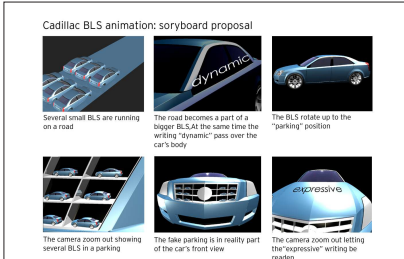 Cadillac BLS animation: soryboard proposal
dynamic
Several small BLS are running
on a road
The road becomes a part of a
bigger BLS,At the same time the
writing "dynamic" pass over the
car's body
The BLS rotate up to the
"parking" position
expressive
The camera zoom out showing
several BLS in a parking
The fake parking is in reality part
of the car's front view
The camera zoom out letting
the"expressive" writing be
readen